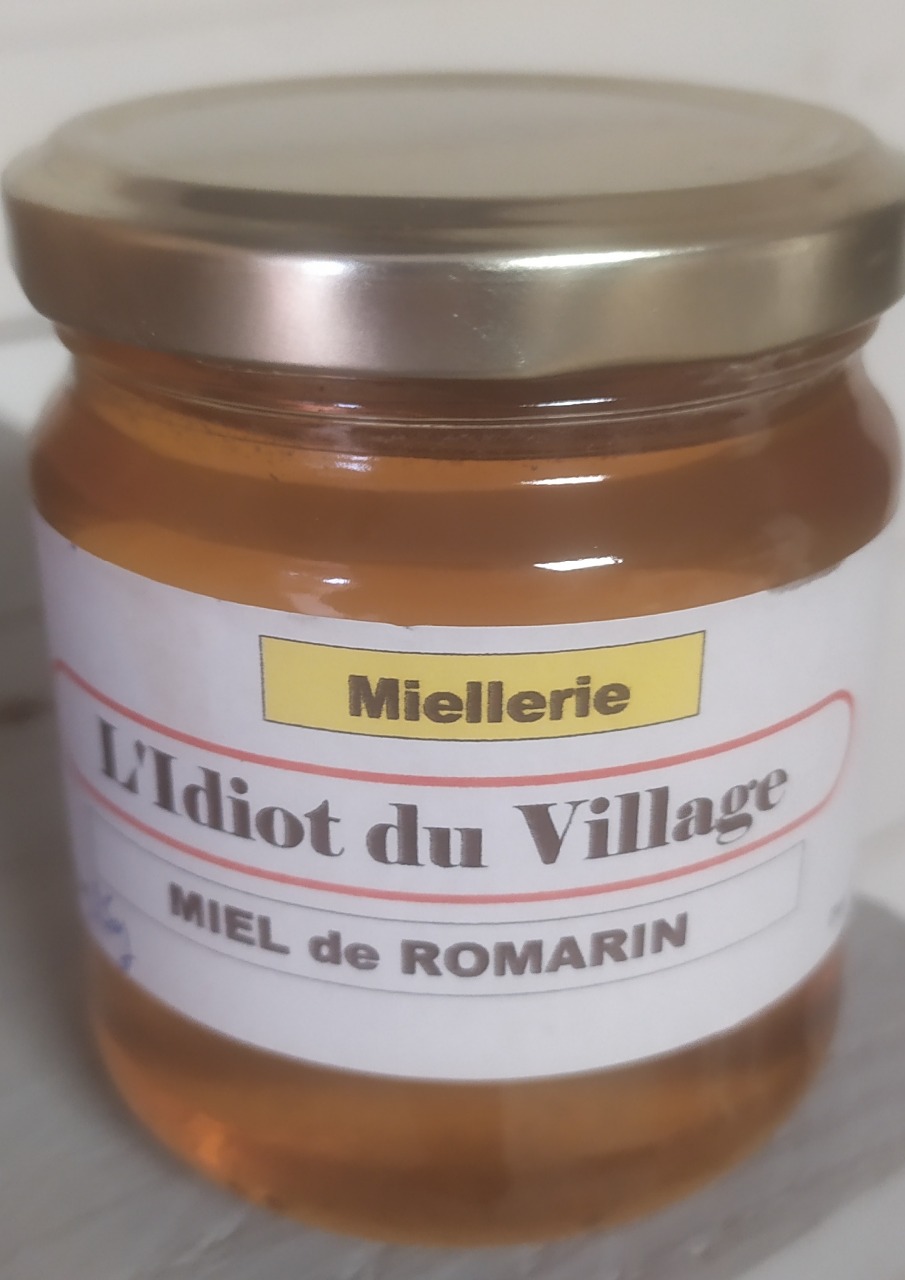 Miellerie
L'Idiot du Village
MIEL de ROMARIN